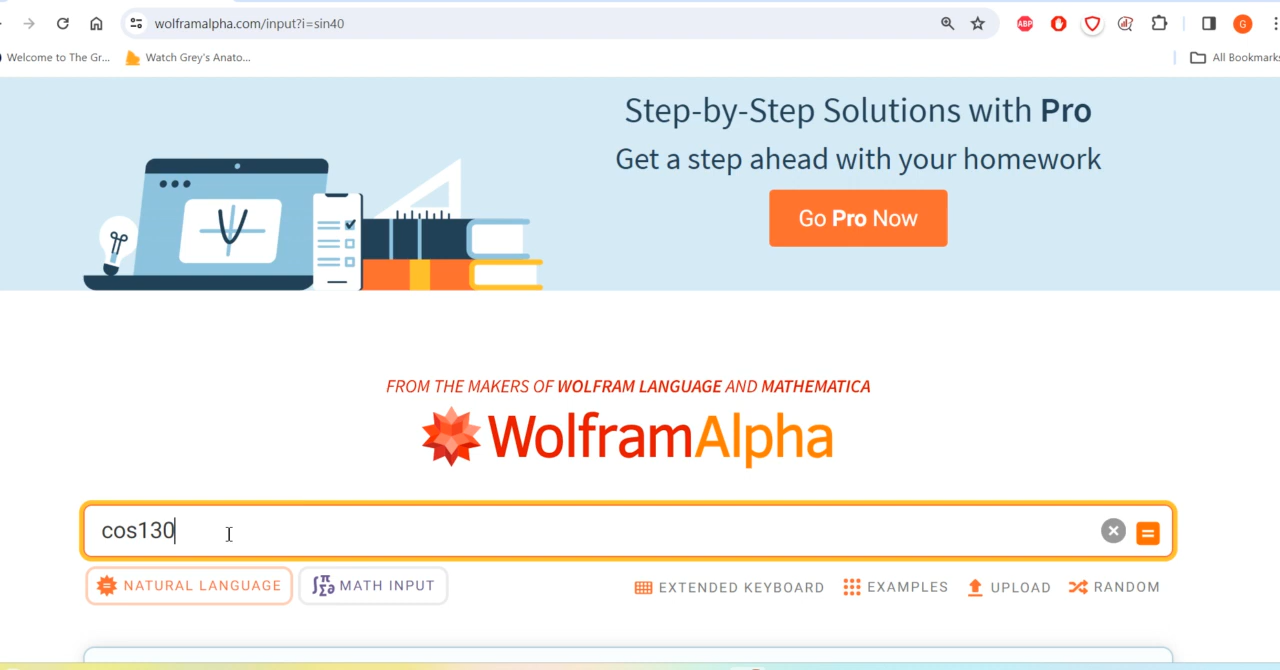 wolframalpha.com/input?i=sin40
ABP
G
Welcome to The Gr...
Watch Grey's Anato...
All Bookmarks
Step-by-Step Solutions with Pro
Get a step ahead with your homework
Go Pro Now
FROM THE MAKERS OF WOLFRAM LANGUAGE AND MATHEMATICA
WolframAlpha
cos130
NATURAL LANGUAGE
∫π Σ∂ MATH INPUT
EXTENDED KEYBOARD
EXAMPLES
UPLOAD
RANDOM